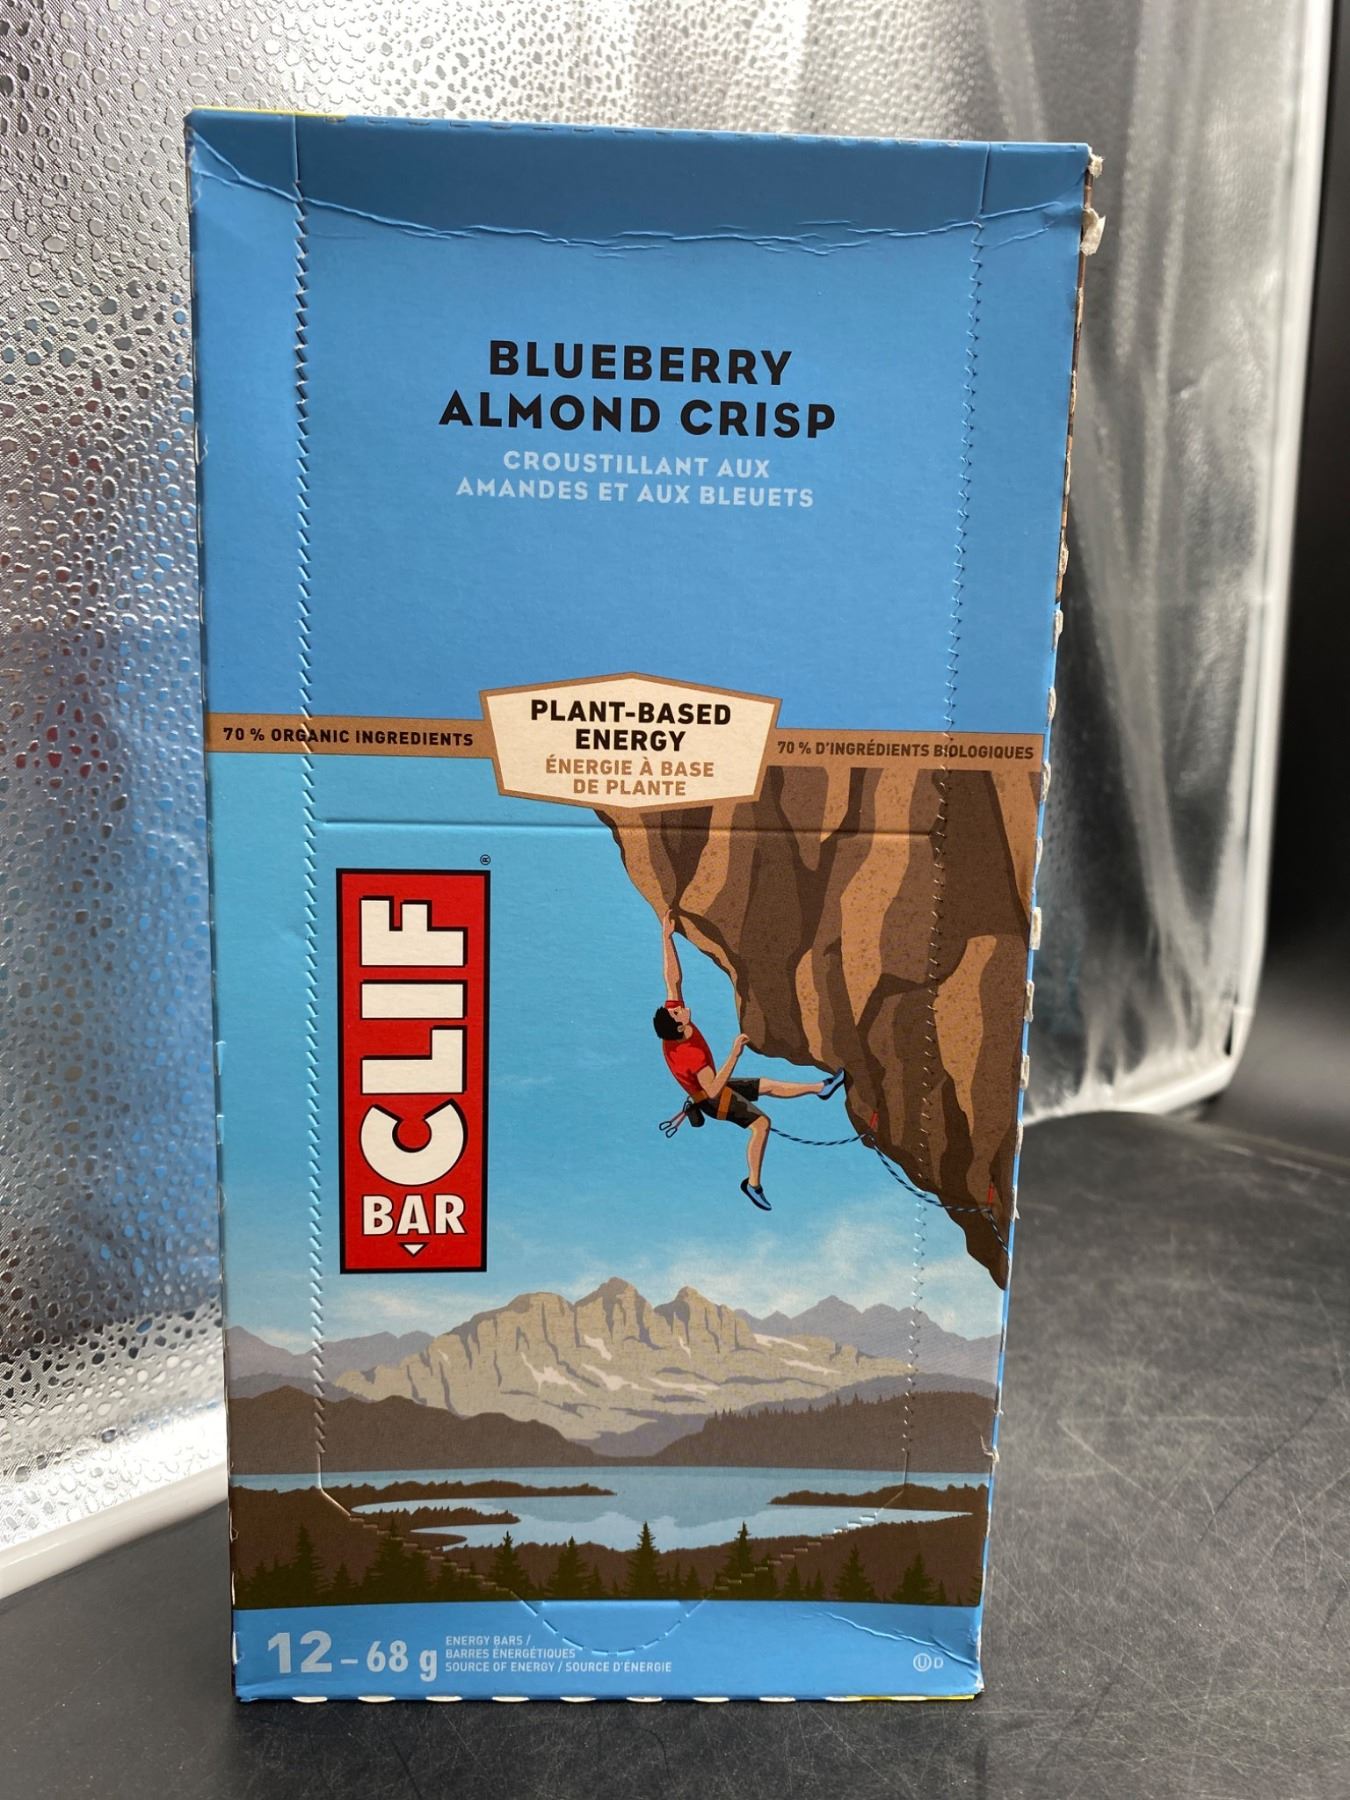 BLUEBERRY
ALMOND CRISP
CROUSTILLANT AUX
AMANDES ET AUX BLEUETS
70 % ORGANIC INGREDIENTS
PLANT-BASED
ENERGY
ÉNERGIE À BASE
DE PLANTE
70 % D'INGRÉDIENTS BIOLOGIQUES
CLIF ®
BAR
12 – 68 g
ENERGY BARS /
BARRES ÉNERGÉTIQUES
SOURCE OF ENERGY / SOURCE D'ÉNERGIE
Ⓤ D